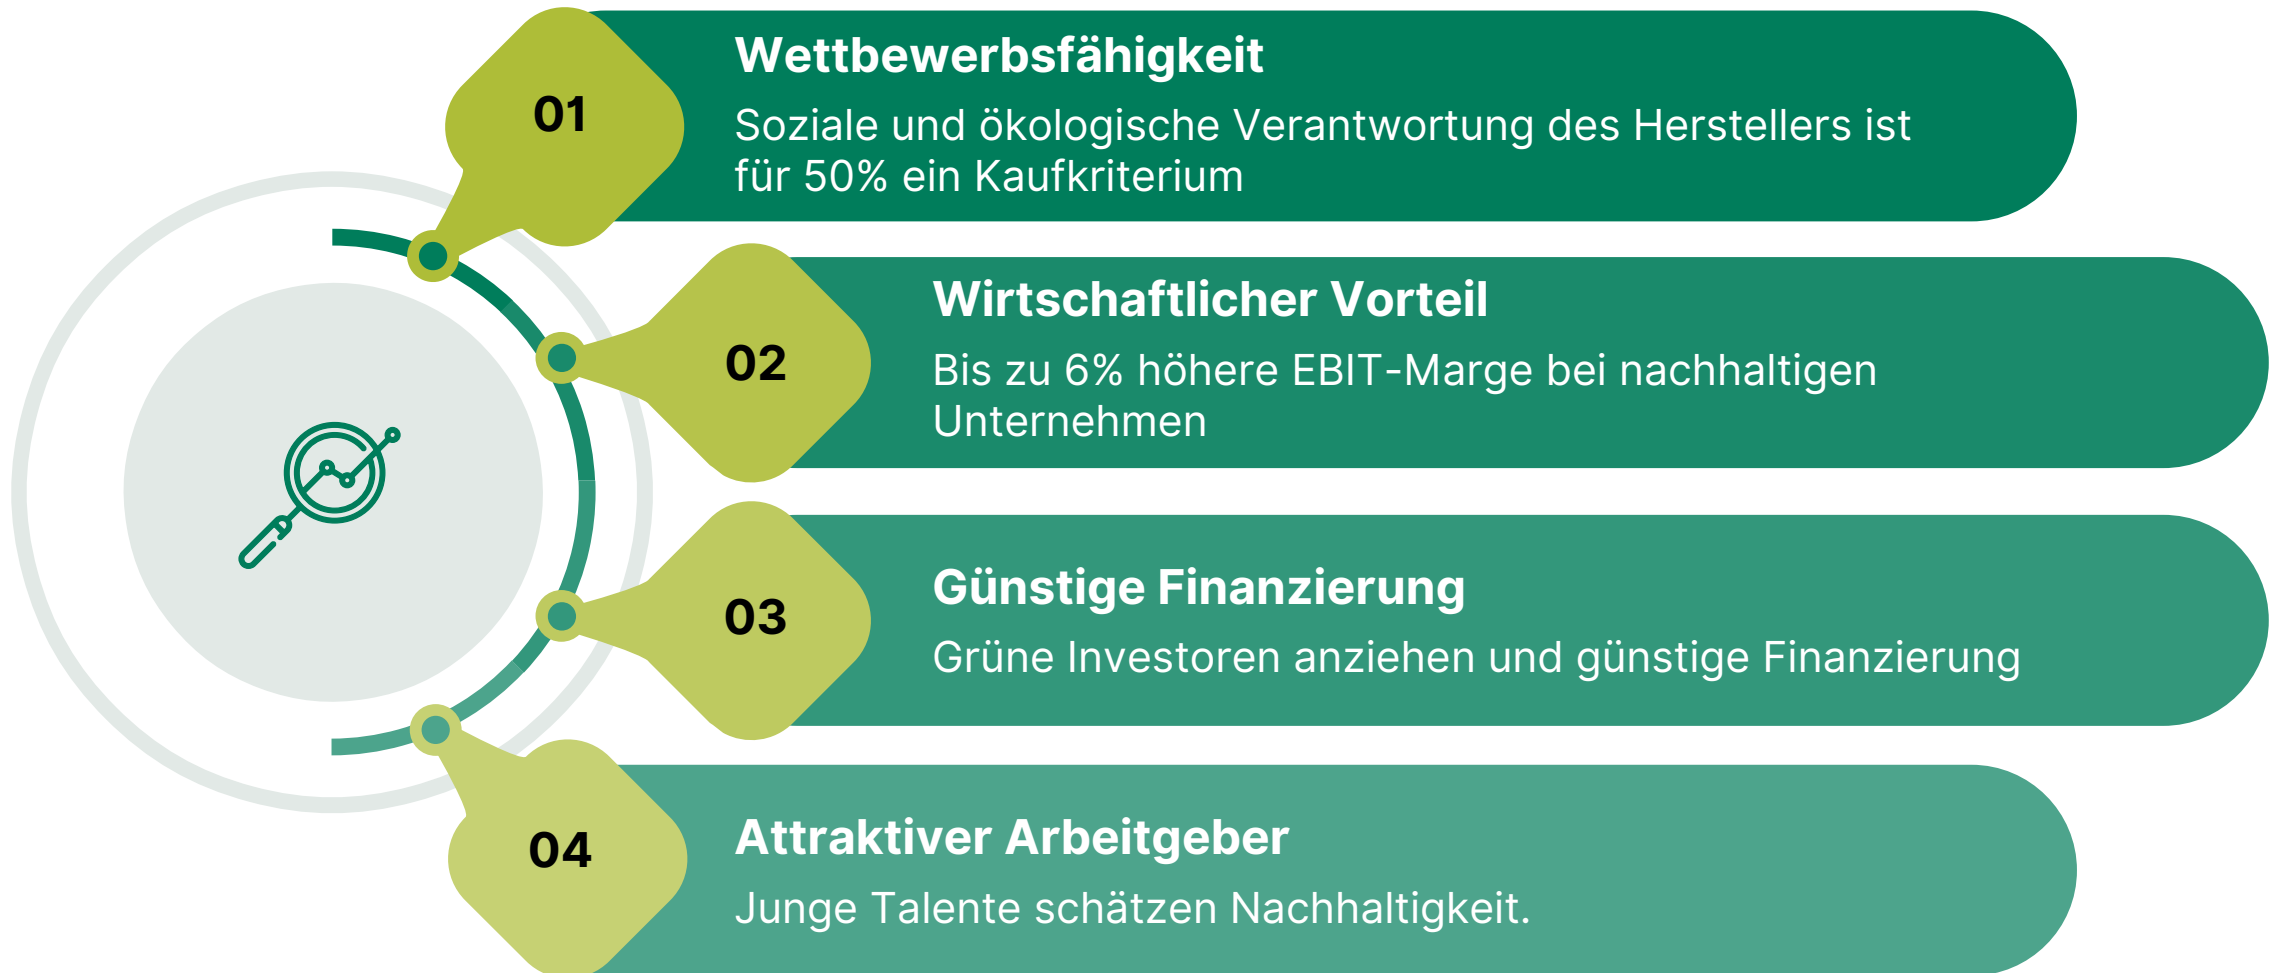 01
Wettbewerbsfähigkeit
Soziale und ökologische Verantwortung des Herstellers ist
für 50% ein Kaufkriterium
02
Wirtschaftlicher Vorteil
Bis zu 6% höhere EBIT-Marge bei nachhaltigen
Unternehmen
03
Günstige Finanzierung
Grüne Investoren anziehen und günstige Finanzierung
04
Attraktiver Arbeitgeber
Junge Talente schätzen Nachhaltigkeit.